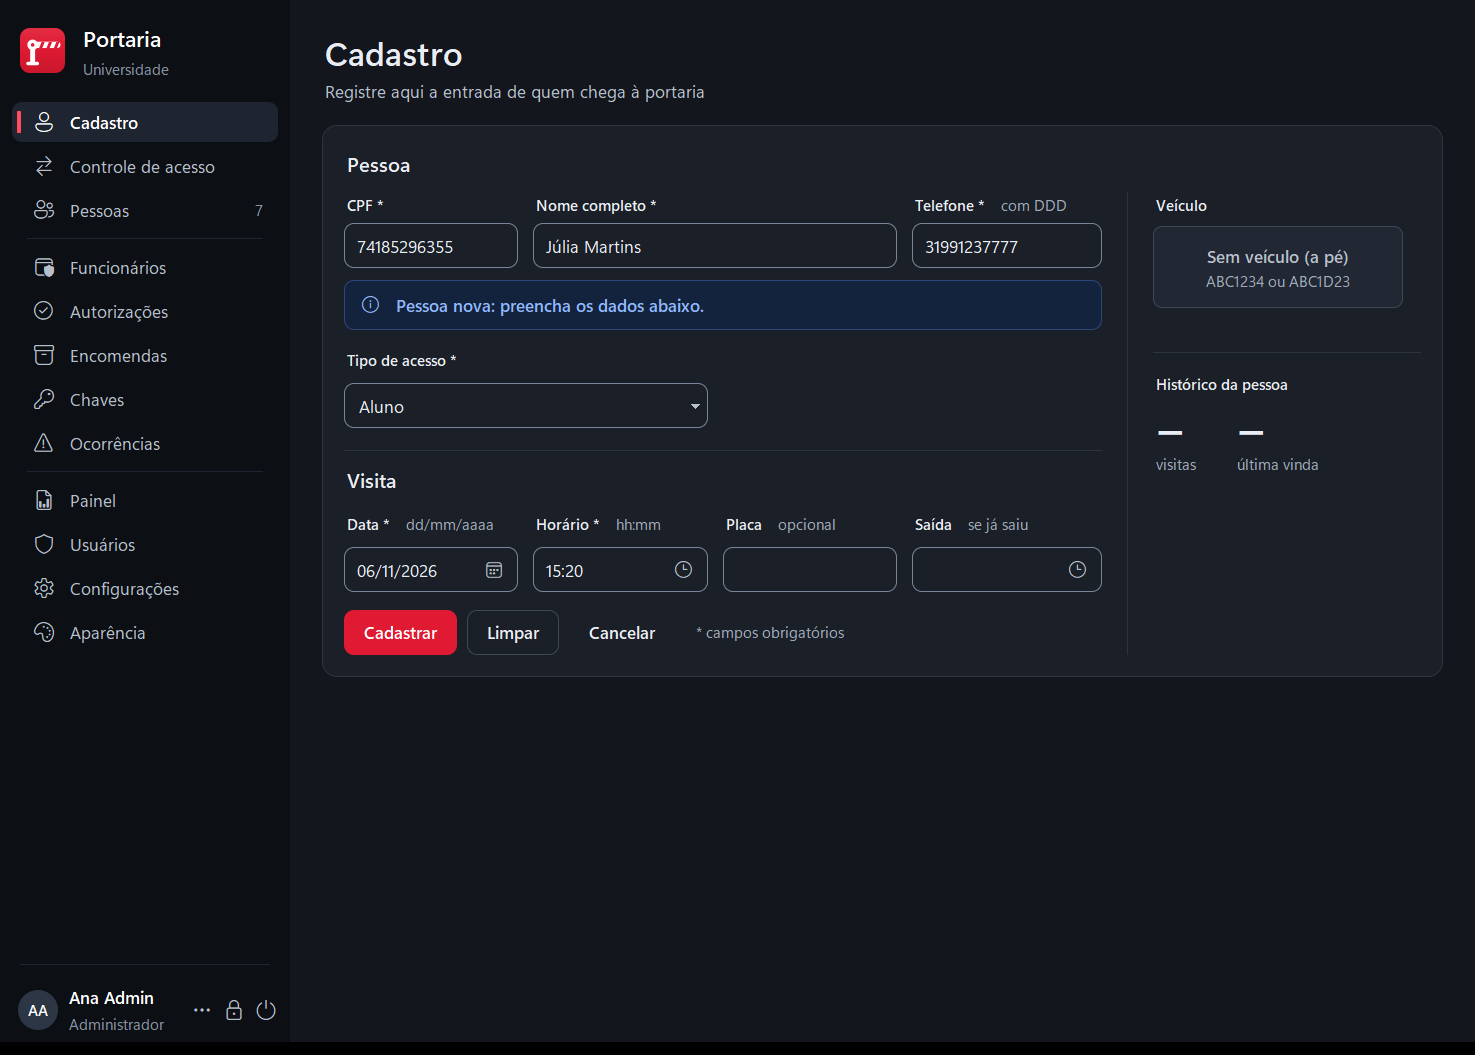 Portaria
Universidade
Cadastro
Controle de acesso
Pessoas 7
Funcionários
Autorizações
Encomendas
Chaves
Ocorrências
Painel
Usuários
Configurações
Aparência
AA
Ana Admin
Administrador
Cadastro
Registre aqui a entrada de quem chega à portaria
Pessoa
CPF * Nome completo * Telefone * com DDD
74185296355 Júlia Martins 31991237777
Pessoa nova: preencha os dados abaixo.
Tipo de acesso *
Aluno
Visita
Data * dd/mm/aaaa Horário * hh:mm Placa opcional Saída se já saiu
06/11/2026 15:20
Cadastrar Limpar Cancelar * campos obrigatórios
Veículo
Sem veículo (a pé)
ABC1234 ou ABC1D23
Histórico da pessoa
— —
visitas última vinda